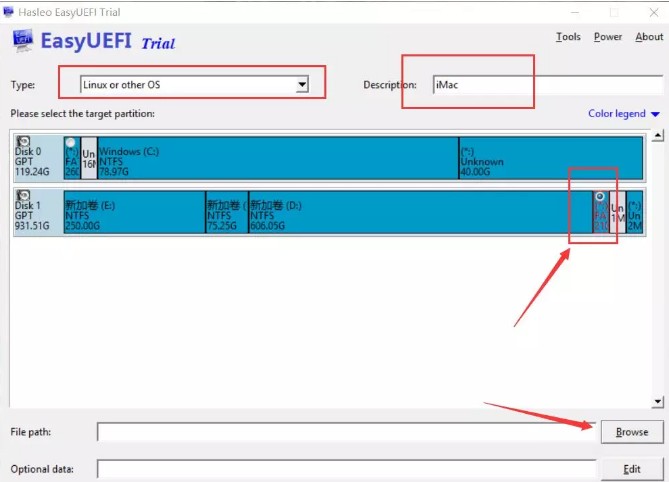 Hasleo EasyUEFI Trial
EasyUEFI Trial
Tools Power About
Type: Linux or other OS Description: iMac
Please select the target partition:
Color legend
Disk 0
GPT
119.24G
(*:)
FA
260
Un
16M
Windows (C:)
NTFS
78.97G
(*:)
Unknown
40.00G
Disk 1
GPT
931.51G
新加卷 (E:)
NTFS
250.00G
新加卷 (
NTFS
75.25G
新加卷 (D:)
NTFS
606.05G
FA
210
Un
1M
(*:)
Un
2M
File path: Browse
Optional data: Edit